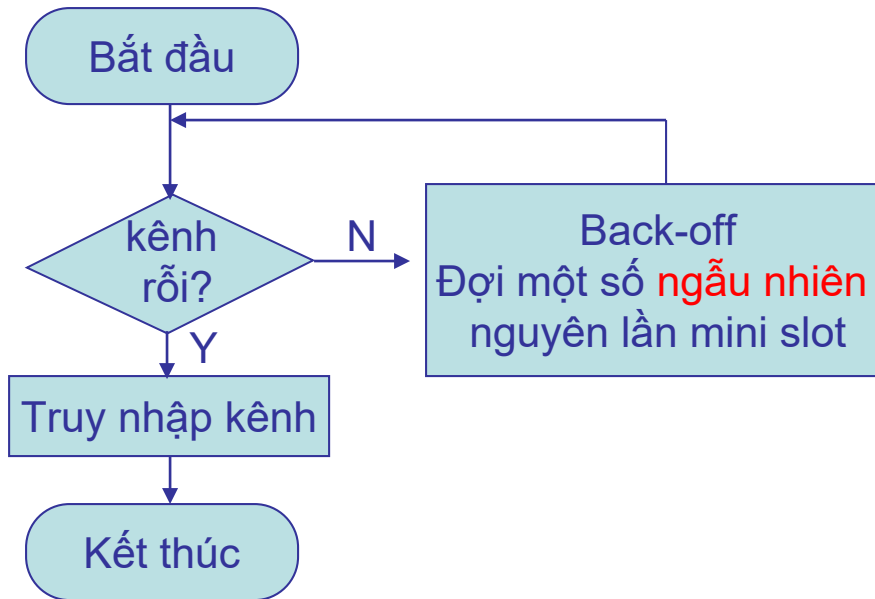 Bắt đầu
kênh
rỗi?
N
Back-off
Đợi một số ngẫu nhiên
nguyên lần mini slot
Y
Truy nhập kênh
Kết thúc